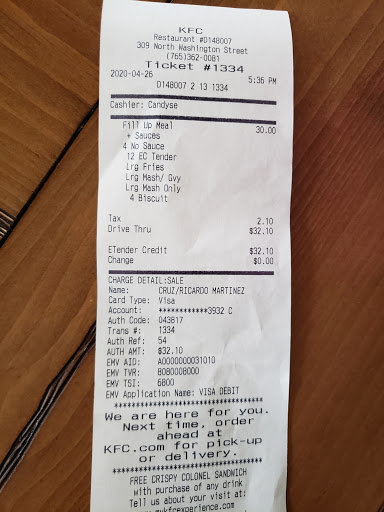 KFC
Restaurant #D148007
309 North Washington Street
(765)362-0081
Ticket #1334
2020-04-26 5:36 PM
D148007 2 13 1334
Cashier: Candyse
Fill Up Meal 30.00
+ Sauces
4 No Sauce
12 EC Tender
Lrg Fries
Lrg Mash/ Gvy
Lrg Mash Only
4 Biscuit
Tax 2.10
Drive Thru $32.10
ETender Credit $32.10
Change $0.00
CHARGE DETAIL:SALE
Name: CRUZ/RICARDO MARTINEZ
Card Type: Visa
Account: ************3932 C
Auth Code: 043817
Trans #: 1334
Auth Ref: 54
AUTH AMT: $32.10
EMV AID: A0000000031010
EMV TVR: 8080008000
EMV TSI: 6800
EMV Application Name: VISA DEBIT
**********************************
We are here for you.
Next time, order
ahead at
KFC.com for pick-up
or delivery.
**********************************
FREE CRISPY COLONEL SANDWICH
with purchase of any drink
Tell us about your visit at:
www.mykfcexperience.com